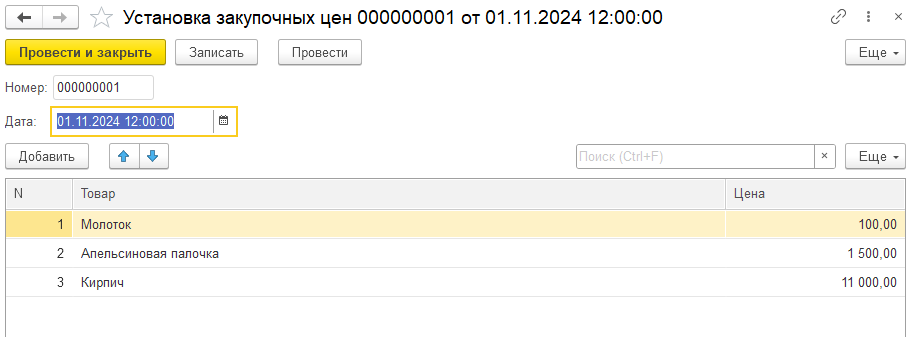 Установка закупочных цен 000000001 от 01.11.2024 12:00:00
Провести и закрыть Записать Провести Еще
Номер: 000000001
Дата: 01.11.2024 12:00:00
Добавить Поиск (Ctrl+F) × Еще
N Товар Цена
1 Молоток 100,00
2 Апельсиновая палочка 1 500,00
3 Кирпич 11 000,00